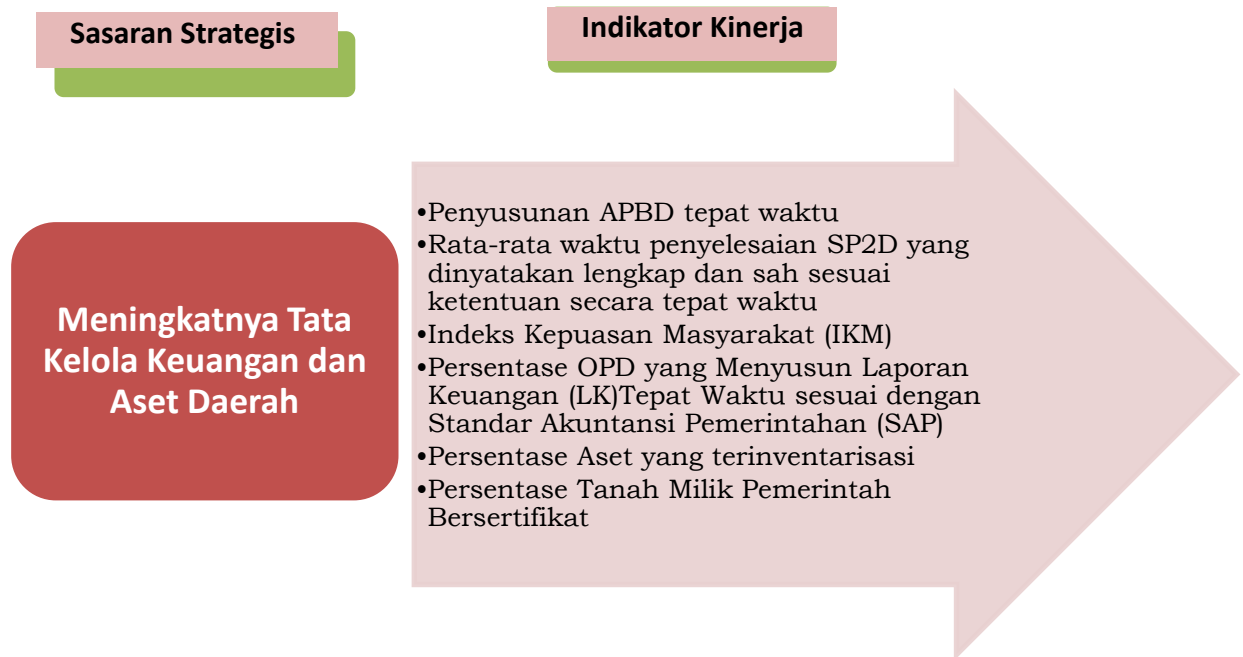 Sasaran Strategis
Indikator Kinerja
Meningkatnya Tata
Kelola Keuangan dan
Aset Daerah
•Penyusunan APBD tepat waktu
•Rata-rata waktu penyelesaian SP2D yang
dinyatakan lengkap dan sah sesuai
ketentuan secara tepat waktu
•Indeks Kepuasan Masyarakat (IKM)
•Persentase OPD yang Menyusun Laporan
Keuangan (LK)Tepat Waktu sesuai dengan
Standar Akuntansi Pemerintahan (SAP)
•Persentase Aset yang terinventarisasi
•Persentase Tanah Milik Pemerintah
Bersertifikat